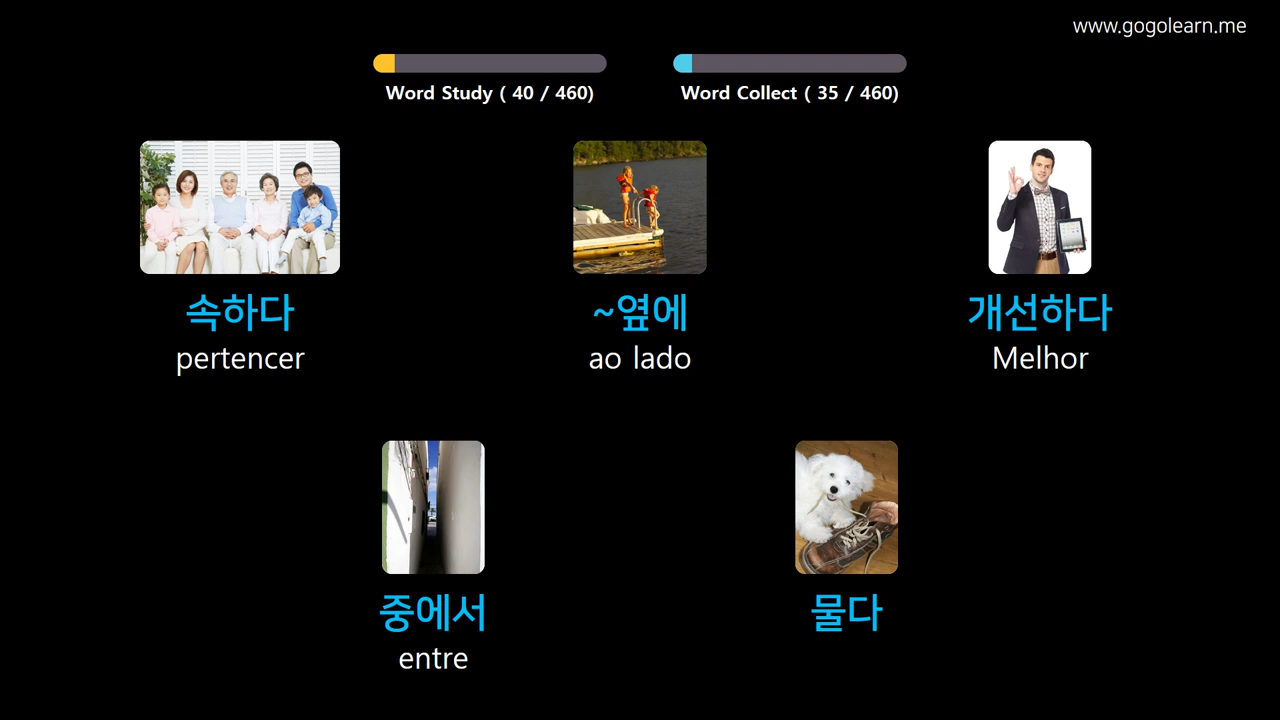 www.gogolearn.me
Word Study ( 40 / 460)
Word Collect ( 35 / 460)
속하다
pertencer
~옆에
ao lado
개선하다
Melhor
중에서
entre
물다